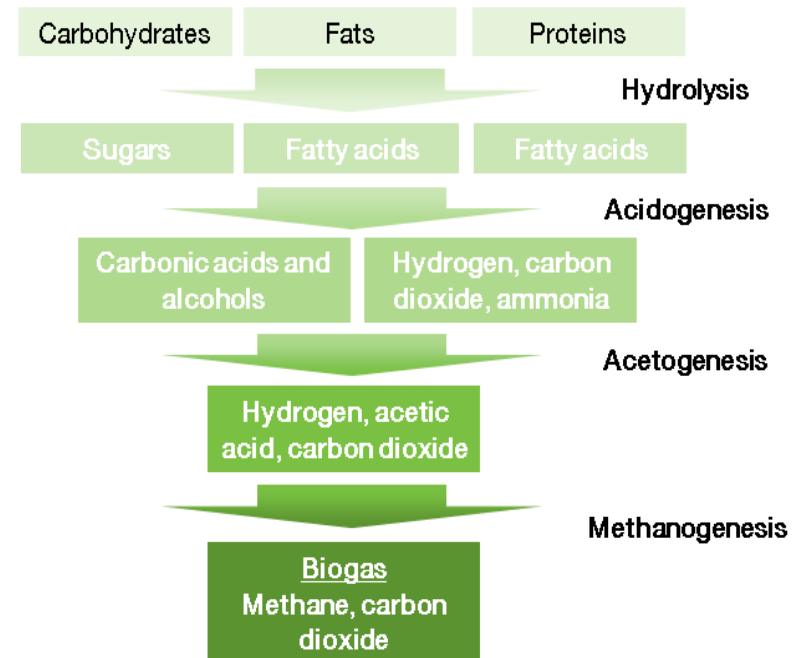 Carbohydrates
Fats
Proteins
Hydrolysis
Sugars
Fatty acids
Fatty acids
Acidogenesis
Carbonic acids and
alcohols
Hydrogen, carbon
dioxide, ammonia
Acetogenesis
Hydrogen, acetic
acid, carbon dioxide
Methanogenesis
Biogas
Methane, carbon
dioxide